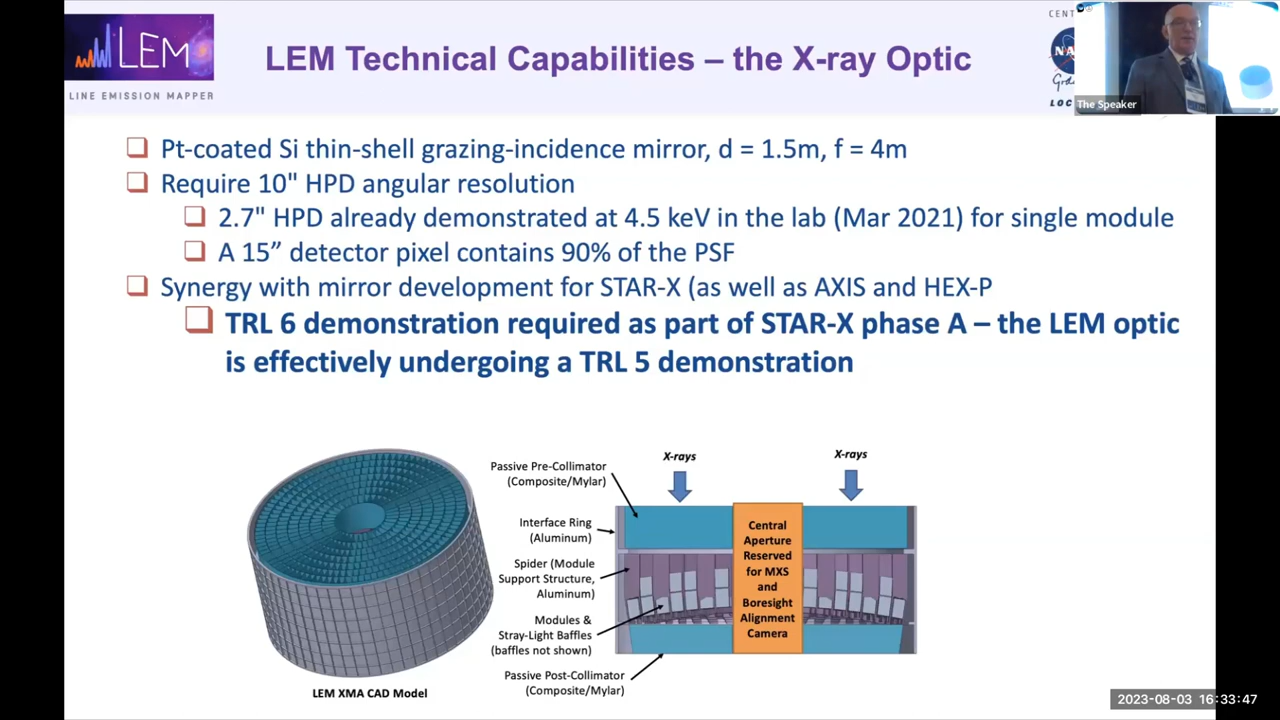 LEM
LINE EMISSION MAPPER
LEM Technical Capabilities – the X-ray Optic
CENT
The Speaker
Pt-coated Si thin-shell grazing-incidence mirror, d = 1.5m, f = 4m
Require 10" HPD angular resolution
2.7" HPD already demonstrated at 4.5 keV in the lab (Mar 2021) for single module
A 15” detector pixel contains 90% of the PSF
Synergy with mirror development for STAR-X (as well as AXIS and HEX-P
TRL 6 demonstration required as part of STAR-X phase A – the LEM optic
is effectively undergoing a TRL 5 demonstration
LEM XMA CAD Model
Passive Pre-Collimator
(Composite/Mylar)
Interface Ring
(Aluminum)
Spider (Module
Support Structure,
Aluminum)
Modules &
Stray-Light Baffles
(baffles not shown)
Passive Post-Collimator
(Composite/Mylar)
X-rays
X-rays
Central
Aperture
Reserved
for MXS
and
Boresight
Alignment
Camera
2023-08-03 16:33:47